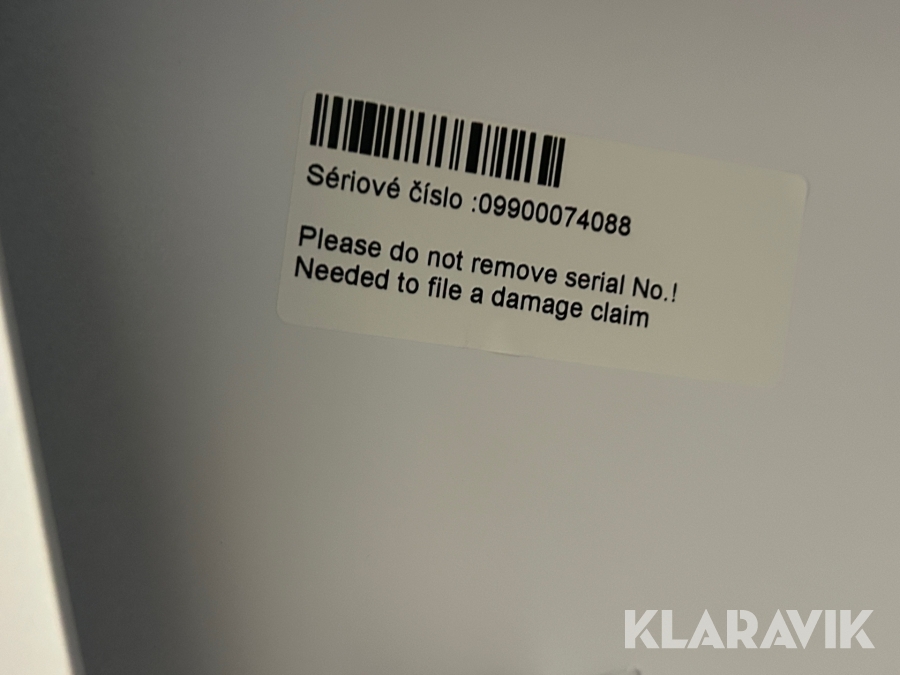 Sériové číslo :09900074088
Please do not remove serial No.!
Needed to file a damage claim
KLARAVIK